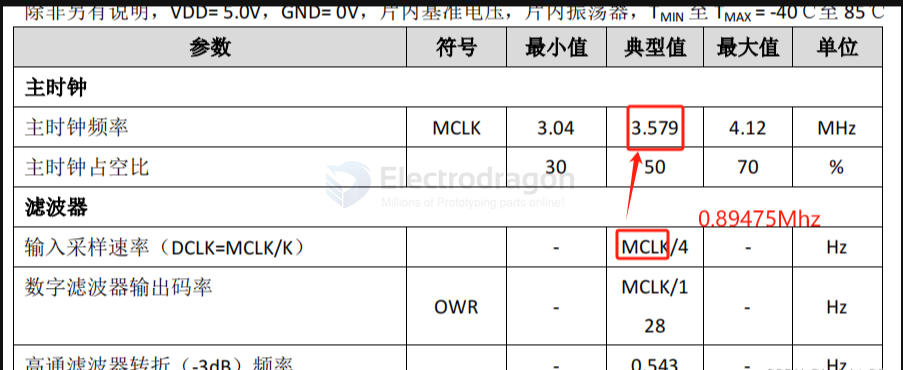 除非另有说明，VDD= 5.0V，GND= 0V，片内基准电压，片内振荡器，TMIN 至 TMAX = -40℃至 85℃
参数 符号 最小值 典型值 最大值 单位
主时钟
主时钟频率 MCLK 3.04 3.579 4.12 MHz
主时钟占空比 30 50 70 %
Electrodragon
Millions of Prototyping parts online!
滤波器
0.89475Mhz
输入采样速率（DCLK=MCLK/K） - MCLK/4 - Hz
数字滤波器输出码率 OWR - MCLK/1
28 - Hz
高通滤波器转折（-3dB）频率 - 0.543 - Hz